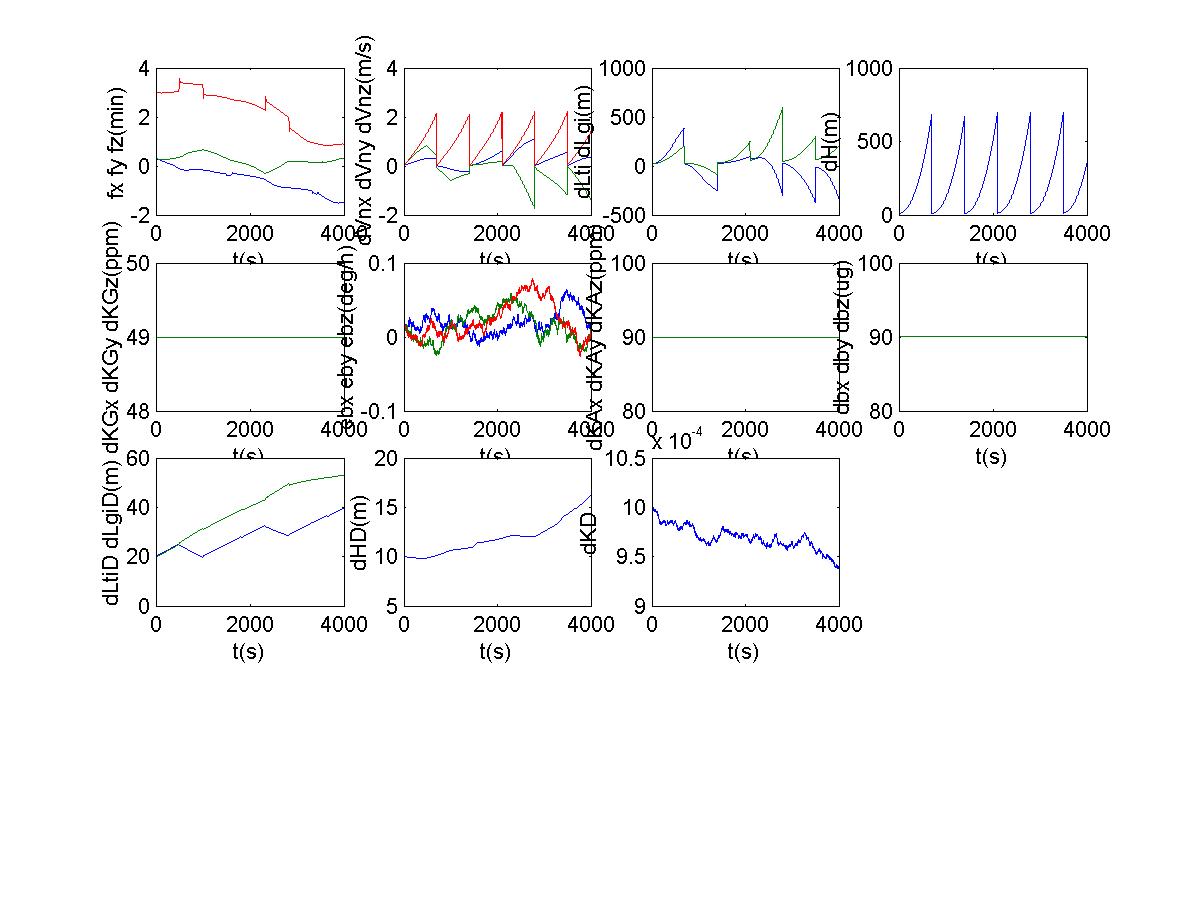 4
2
0
-2
fx fy fz(min)
0 2000 4000
t(s)
4
2
0
-2
dVnx dVny dVnz(m/s)
0 2000 4000
t(s)
1000
500
0
-500
dLti dLgi(m)
0 2000 4000
t(s)
1000
500
0
dH(m)
0 2000 4000
t(s)
50
49
48
dKGx dKGy dKGz(ppm)
0 2000 4000
t(s)
0.1
0
-0.1
ebx eby ebz(deg/h)
0 2000 4000
t(s)
100
90
80
dKAx dKAy dKAz(ppm)
0 2000 4000
t(s)
100
90
80
dbx dby dbz(ug)
0 2000 4000
t(s)
60
40
20
0
dLtiD dLgiD(m)
0 2000 4000
t(s)
20
15
10
5
dHD(m)
0 2000 4000
t(s)
x 10-4
10.5
10
9.5
9
dKD
0 2000 4000
t(s)